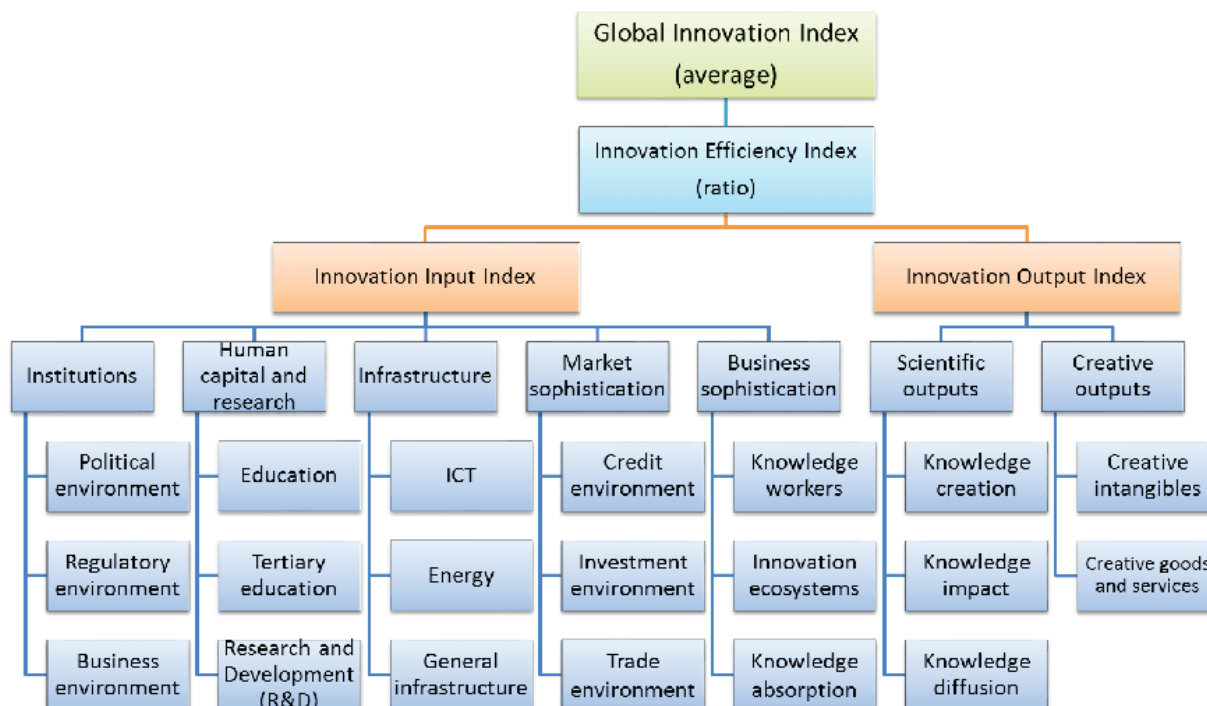 Global Innovation Index
(average)
Innovation Efficiency Index
(ratio)
Innovation Input Index
Innovation Output Index
Institutions
Human
capital and
research
Infrastructure
Market
sophistication
Business
sophistication
Scientific
outputs
Creative
outputs
Political
environment
Education
ICT
Credit
environment
Knowledge
workers
Knowledge
creation
Creative
intangibles
Regulatory
environment
Tertiary
education
Energy
Investment
environment
Innovation
ecosystems
Knowledge
impact
Creative goods
and services
Business
environment
Research and
Development
(R&D)
General
infrastructure
Trade
environment
Knowledge
absorption
Knowledge
diffusion